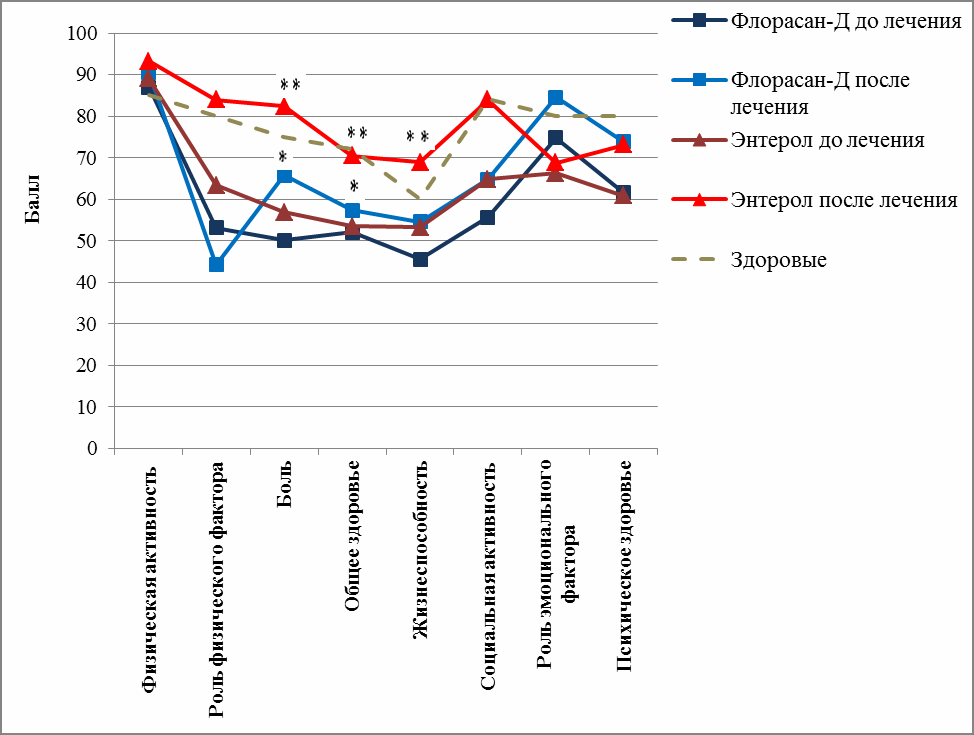 Флорасан-Д до лечения
Флорасан-Д после
лечения
Энтерол до лечения
Энтерол после лечения
Здоровые
Балл
100
90
80
70
60
50
40
30
20
10
0
**
*
**
*
**
Физическая активность
Роль физического фактора
Боль
Общее здоровье
Жизнеспособность
Социальная активность
Роль эмоционального
фактора
Психическое здоровье